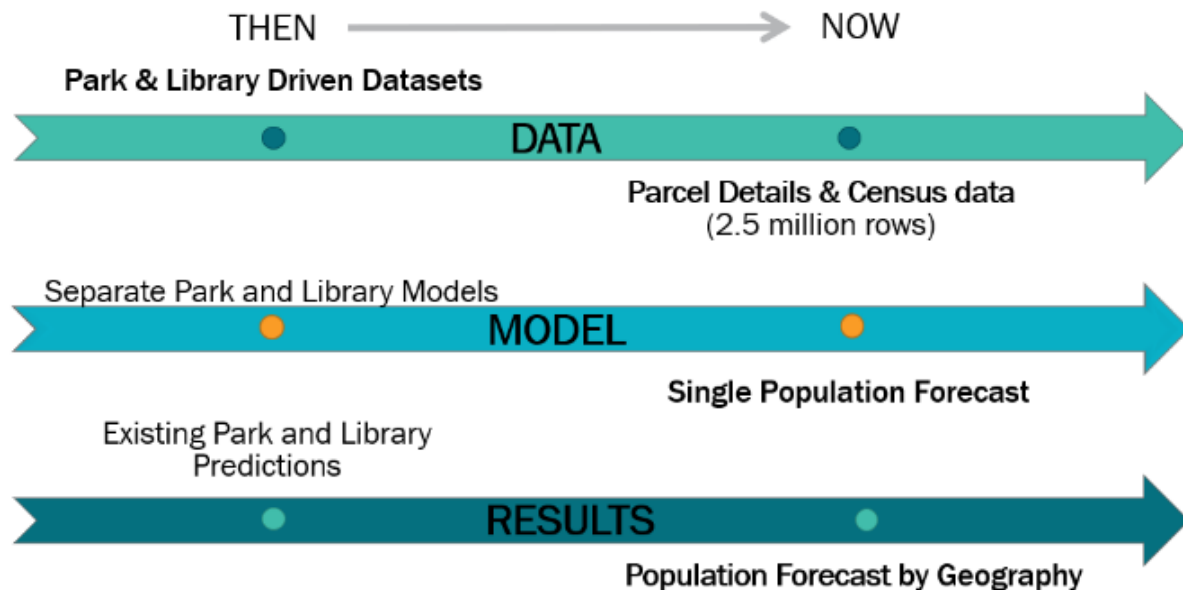 THEN NOW
Park & Library Driven Datasets
DATA
Parcel Details & Census data
(2.5 million rows)
Separate Park and Library Models
MODEL
Single Population Forecast
Existing Park and Library
Predictions
RESULTS
Population Forecast by Geography